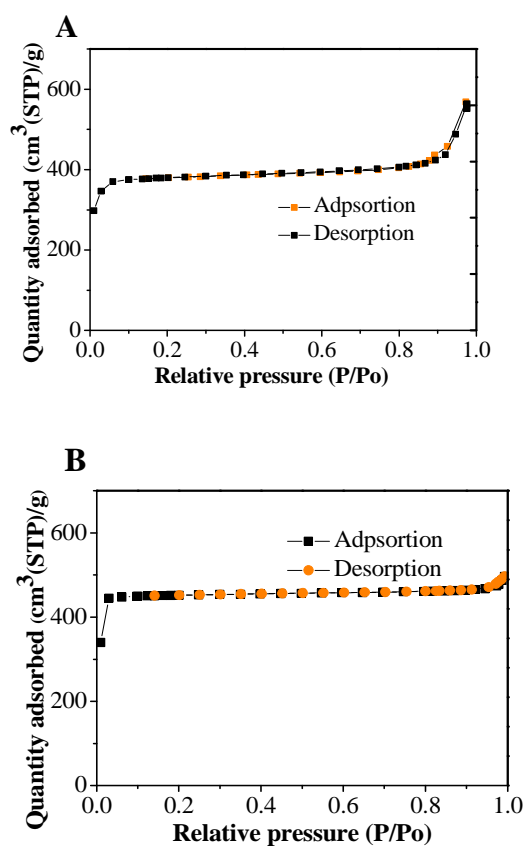 A
Quantity adsorbed (cm³(STP)/g)
600
400
200
0
Adpsortion
Desorption
0.0 0.2 0.4 0.6 0.8 1.0
Relative pressure (P/Po)
B
Quantity adsorbed (cm³(STP)/g)
600
400
200
0
Adpsortion
Desorption
0.0 0.2 0.4 0.6 0.8 1.0
Relative pressure (P/Po)